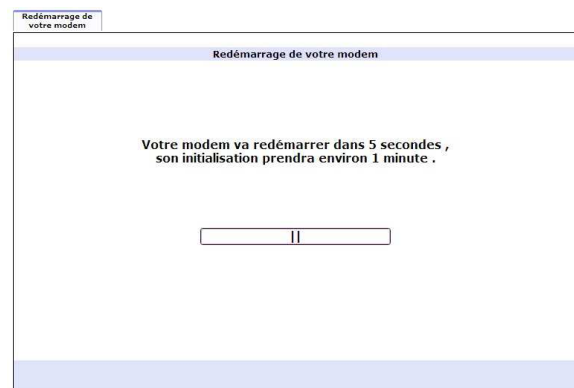 Redémarrage de
votre modem
Redémarrage de votre modem
Votre modem va redémarrer dans 5 secondes ,
son initialisation prendra environ 1 minute .
||